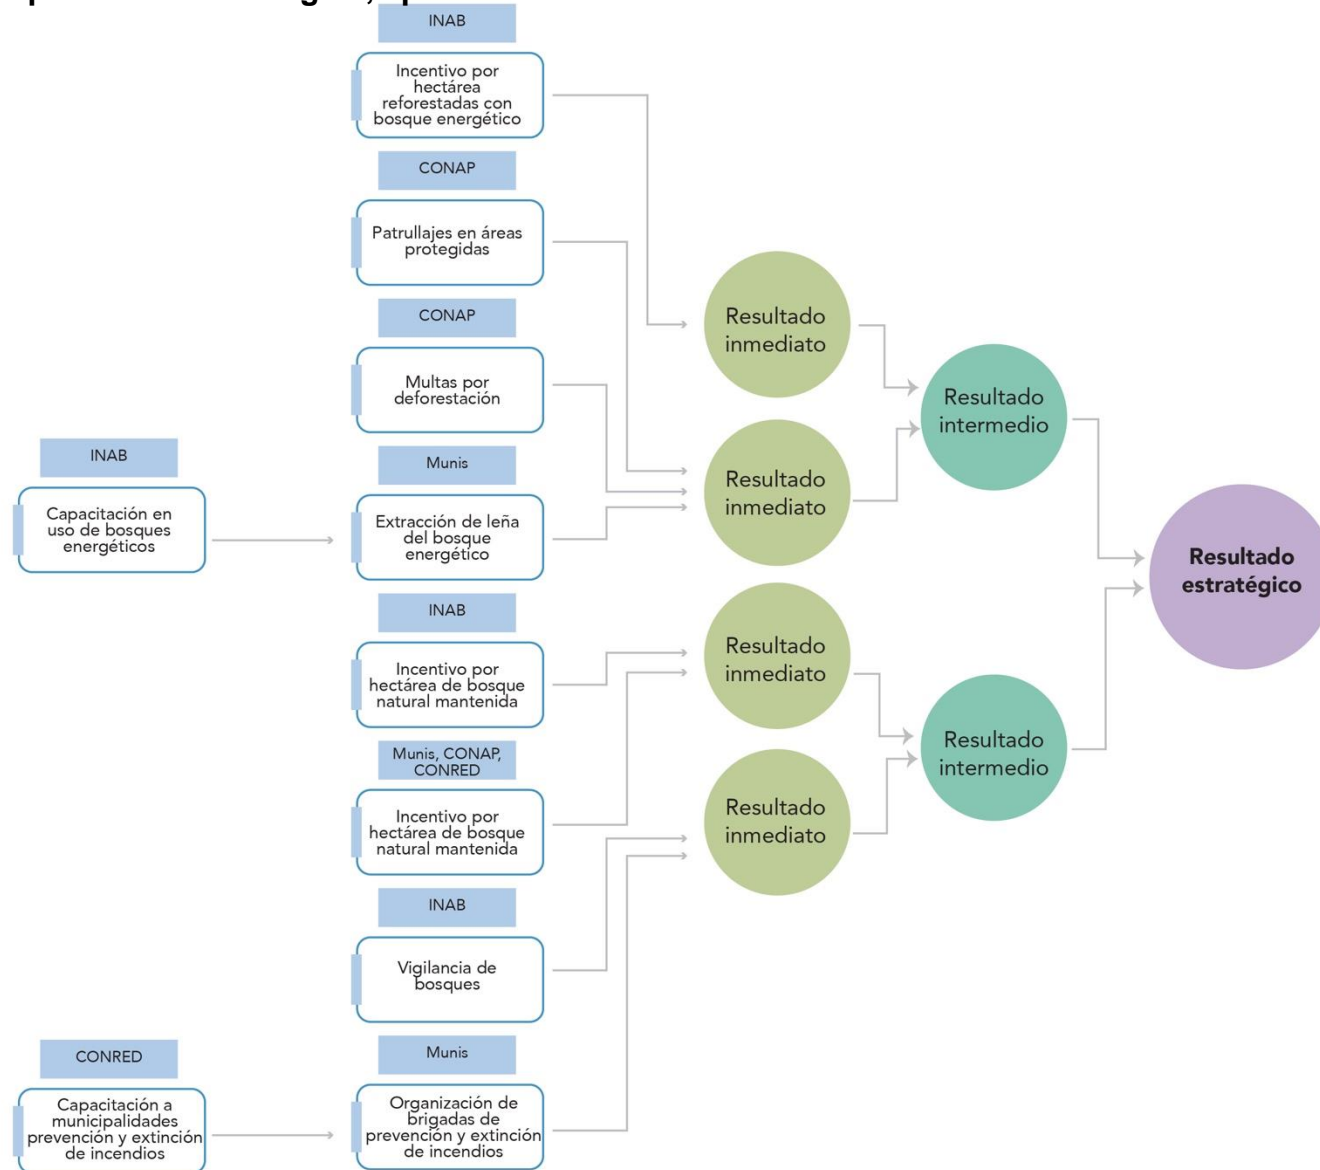 INAB
Incentivo por
hectárea
reforestadas con
bosque energético
CONAP
Patrullajes en áreas
protegidas
CONAP
Multas por
deforestación
INAB
Capacitación en
uso de bosques
energéticos
Munis
Extracción de leña
del bosque
energético
INAB
Incentivo por
hectárea de bosque
natural mantenida
Munis, CONAP,
CONRED
Incentivo por
hectárea de bosque
natural mantenida
INAB
Vigilancia de
bosques
CONRED
Capacitación a
municipalidades
prevención y extinción
de incendios
Munis
Organización de
brigadas de
prevención y extinción
de incendios
Resultado
inmediato
Resultado
inmediato
Resultado
inmediato
Resultado
inmediato
Resultado
intermedio
Resultado
intermedio
Resultado
estratégico